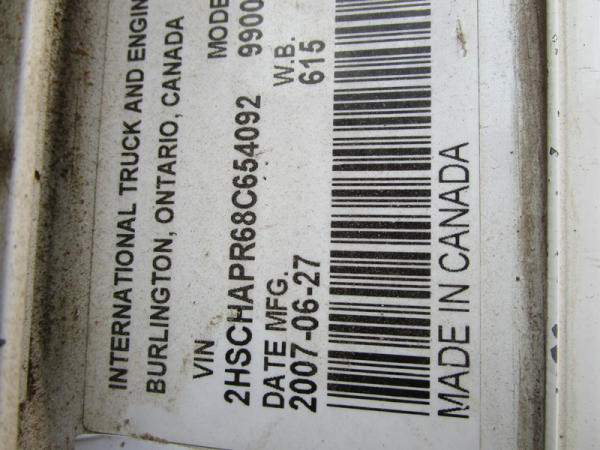 INTERNATIONAL TRUCK AND ENGIN
BURLINGTON, ONTARIO, CANADA
VIN MODE
2HSCHAPR68C654092 9900
DATE MFG. W.B.
2007-06-27 615
MADE IN CANADA